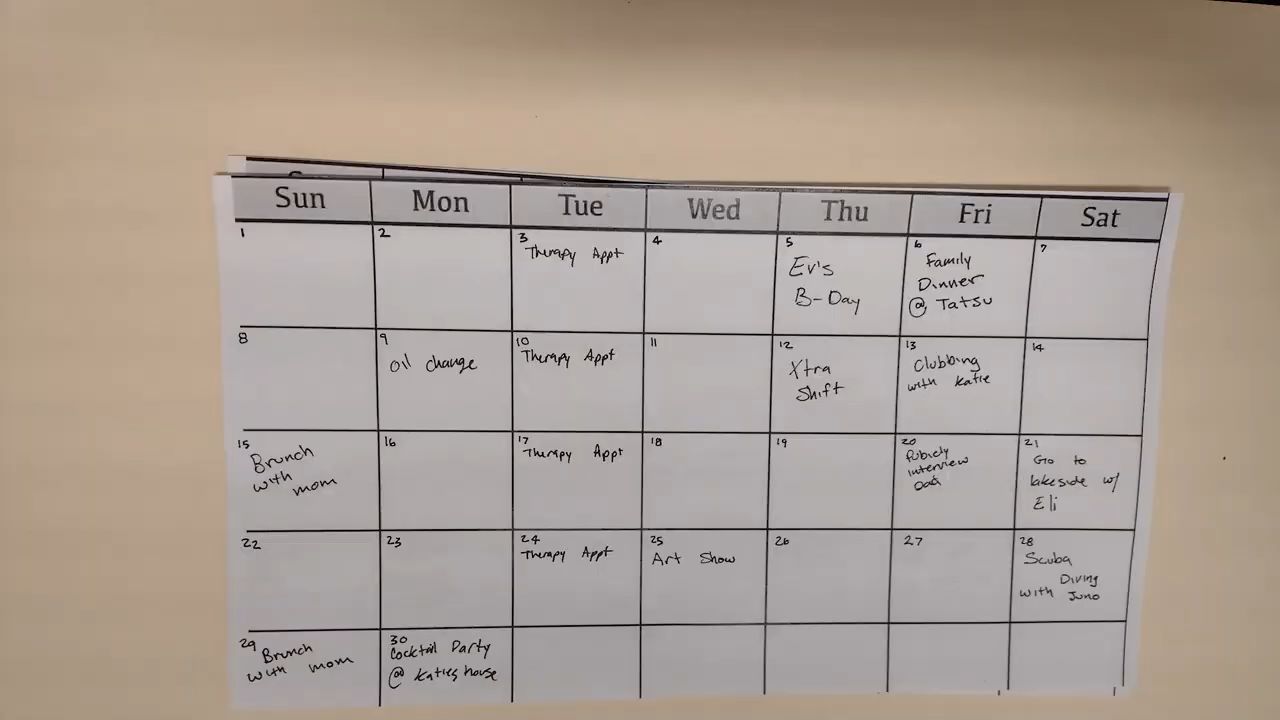 Sun Mon Tue Wed Thu Fri Sat
1 2 3 4 5 6 7
Therapy Appt
Ev's
B-Day
Family
Dinner
@ Tatsu
8 9 10 11 12 13 14
Oil change
Therapy Appt
Xtra
Shift
Clubbing
with Katie
15 16 17 18 19 20 21
Brunch
with
mom
Therapy Appt
interview
Go to
lakeside w/
Eli
22 23 24 25 26 27 28
Therapy Appt
Art Show
Scuba
Diving
with Juno
29 30
Brunch
with mom
Cocktail Party
@ Katies house